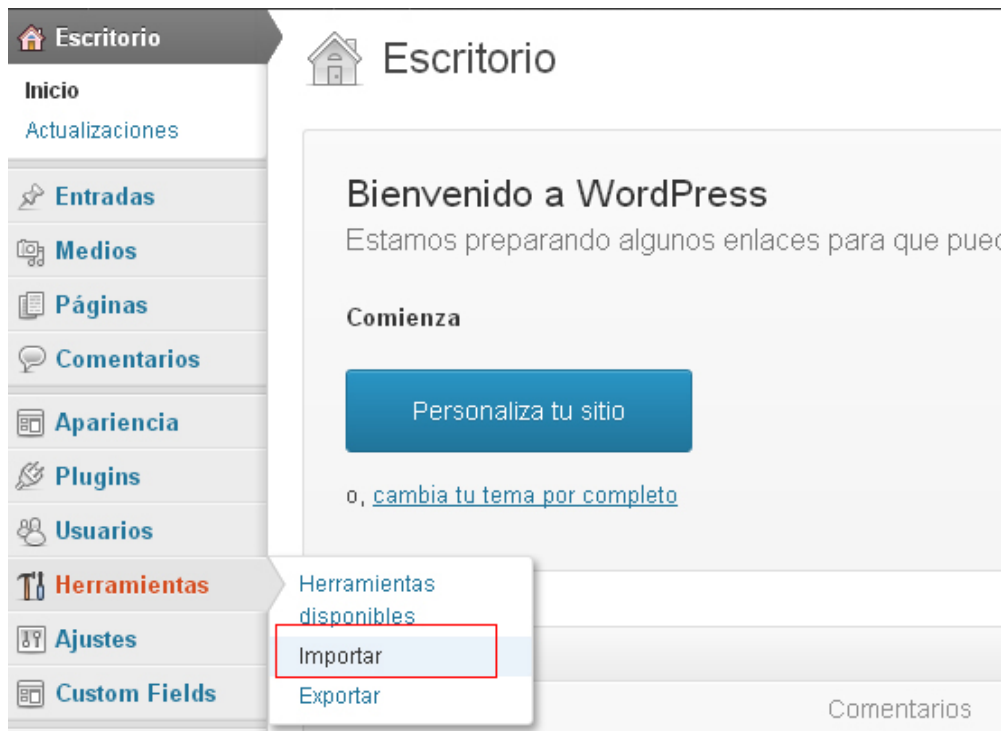 Escritorio
Inicio
Actualizaciones
Entradas
Medios
Páginas
Comentarios
Apariencia
Plugins
Usuarios
Herramientas
Ajustes
Custom Fields
Herramientas
disponibles
Importar
Exportar
Escritorio
Bienvenido a WordPress
Estamos preparando algunos enlaces para que
Comienza
Personaliza tu sitio
o, cambia tu tema por completo
Comentarios